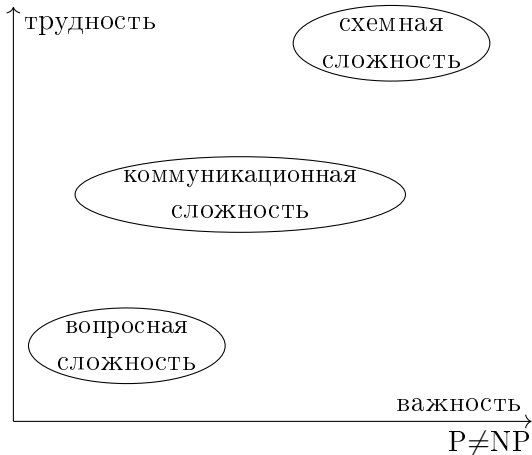 трудность
схемная
сложность
коммуникационная
сложность
вопросная
сложность
важность
P≠NP